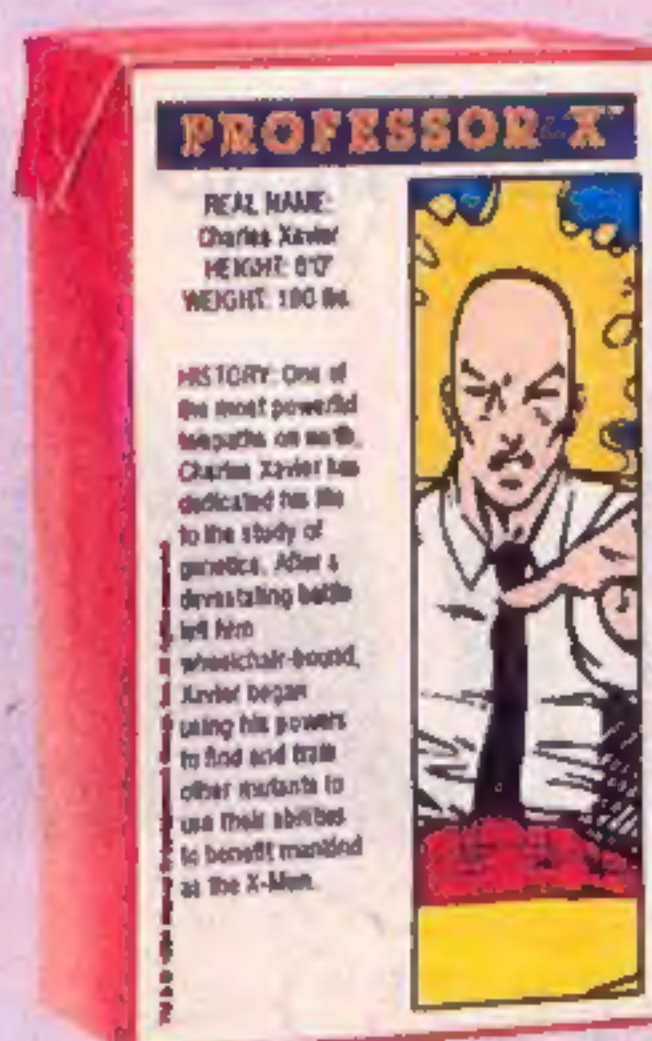 PROFESSOR X™
REAL NAME:
Charles Xavier
HEIGHT: 6'0"
WEIGHT: 190 lbs.
HISTORY: One of
the most powerful
telepaths on earth,
Charles Xavier has
dedicated his life
to the study of
genetics. After a
devastating battle
left him
wheelchair-bound,
Xavier began
using his powers
to find and train
other mutants to
use their abilities
to benefit mankind
as the X-Men.